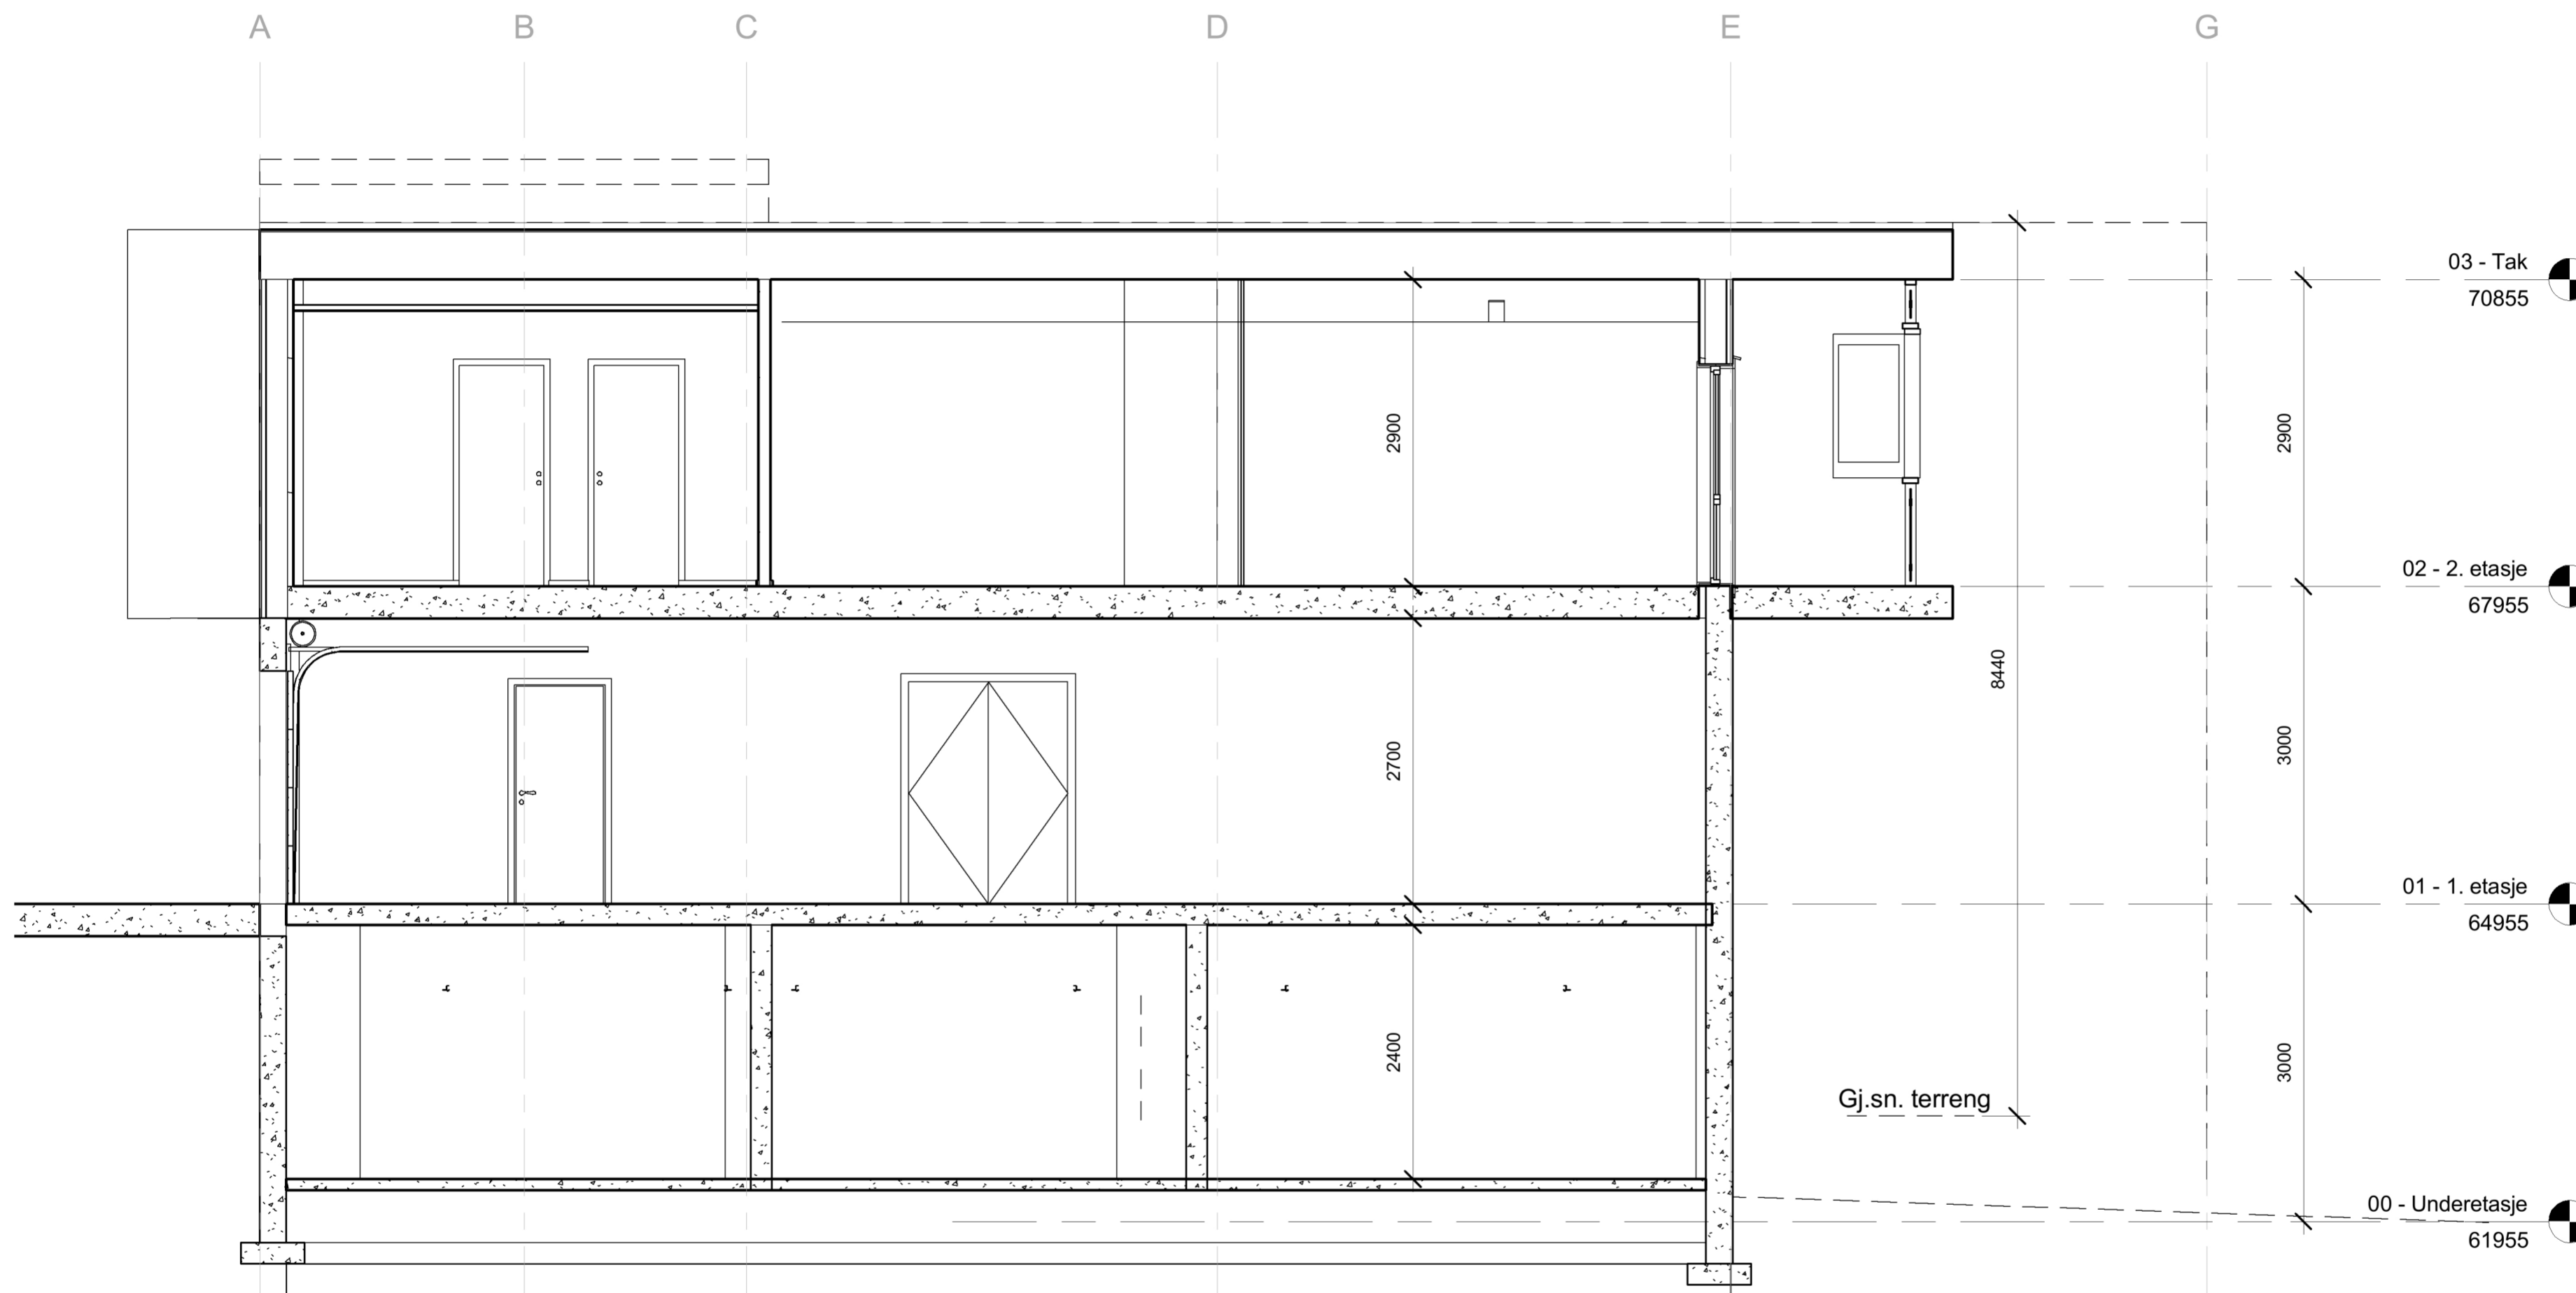 A B C D E G
03 - Tak
70855
2900
2900
02 - 2. etasje
67955
8440
2700
3000
01 - 1. etasje
64955
2400
3000
Gj.sn. terreng
00 - Underetasje
61955